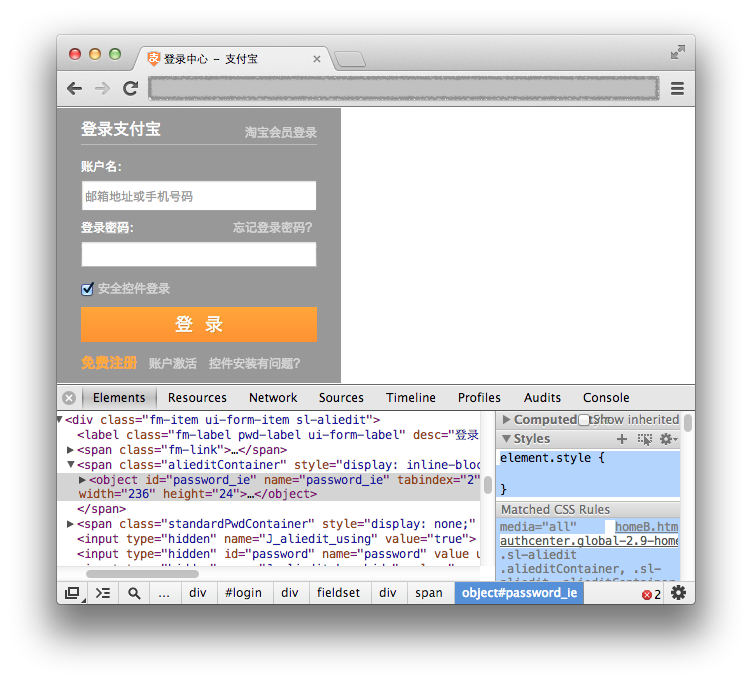 登录中心 - 支付宝
登录支付宝
淘宝会员登录
账户名:
邮箱地址或手机号码
登录密码:
忘记登录密码?
安全控件登录
登 录
免费注册 账户激活 控件安装有问题?
Elements Resources Network Sources Timeline Profiles Audits Console
<div class="fm-item ui-form-item sl-aliedit">
<label class="fm-label pwd-label ui-form-label" desc="登录
<span class="fm-link">…</span>
<span class="alieditContainer" style="display: inline-bloc
<object id="password_ie" name="password_ie" tabindex="2"
width="236" height="24">…</object>
</span>
<span class="standardPwdContainer" style="display: none;"
<input type="hidden" name="J_aliedit_using" value="true">
<input type="hidden" id="password" name="password" value
Show inherited
Styles
element.style {
}
Matched CSS Rules
media="all" homeB.htm
authcenter.global-2.9-home
.sl-aliedit
.alieditContainer, .sl-
… div #login div fieldset div span object#password_ie
2